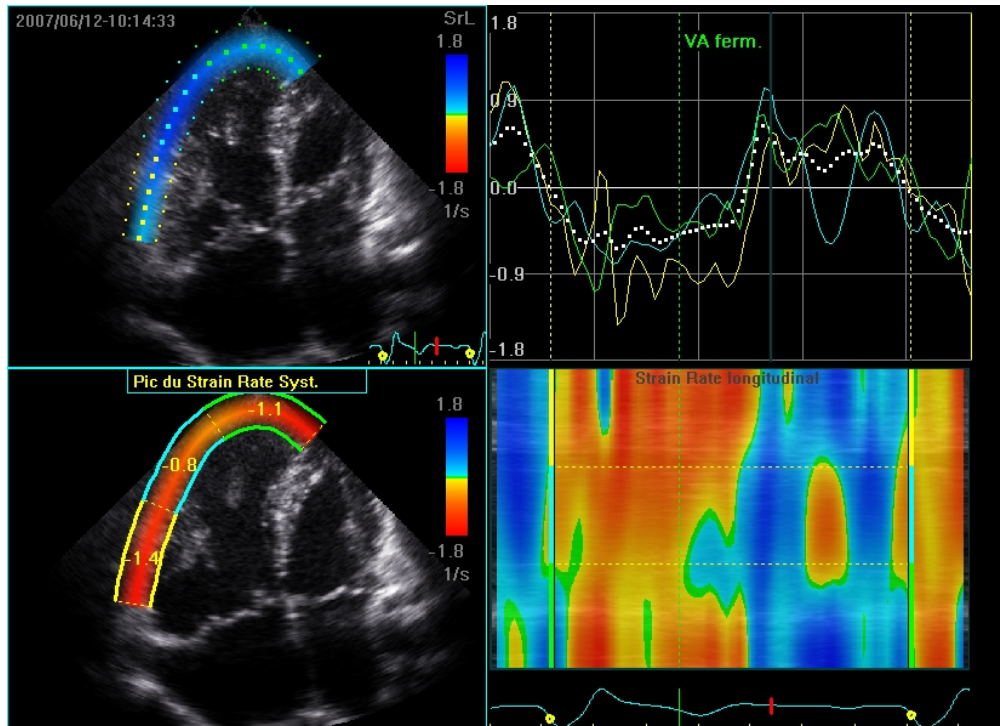 2007/06/12-10:14:33
SrL
1.8
-1.8
1/s
1.8
VA ferm.
0.9
0.0
-0.9
-1.8
Pic du Strain Rate Syst.
-1.1
-0.8
-1.4
1.8
-1.8
1/s
Strain Rate longitudinal